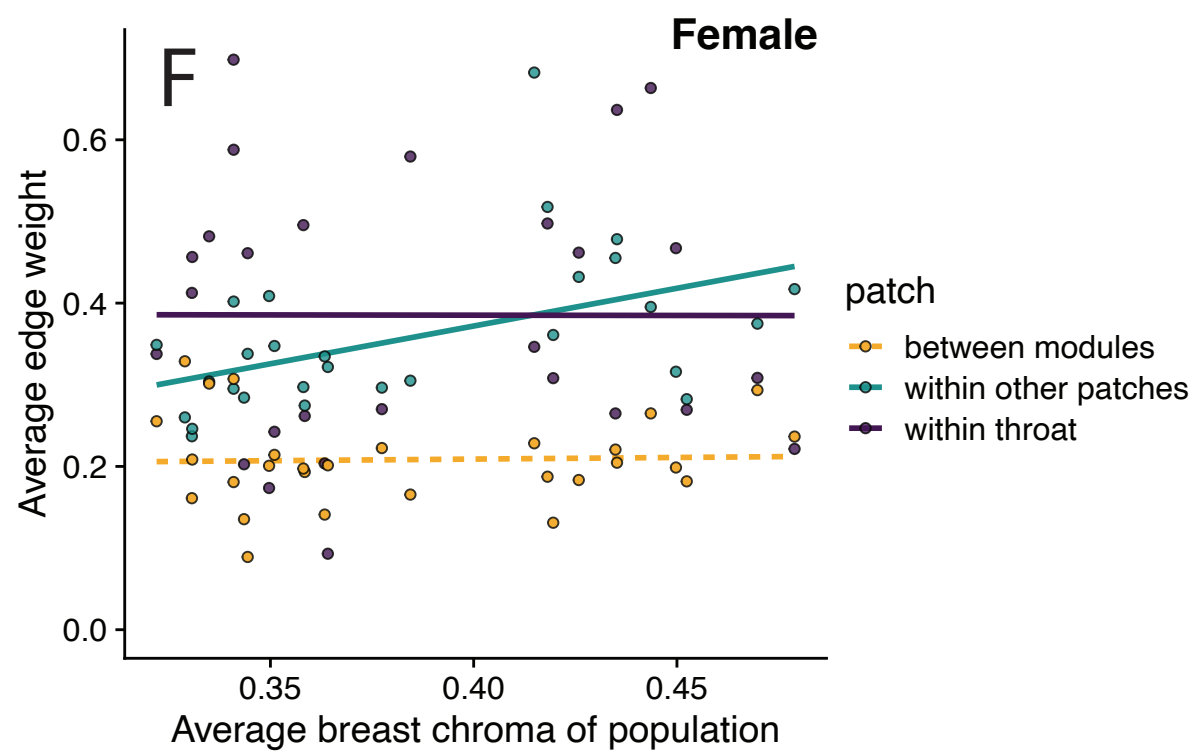 Female
F
0.6
0.4
0.2
0.0
Average edge weight
0.35 0.40 0.45
Average breast chroma of population
patch
between modules
within other patches
within throat